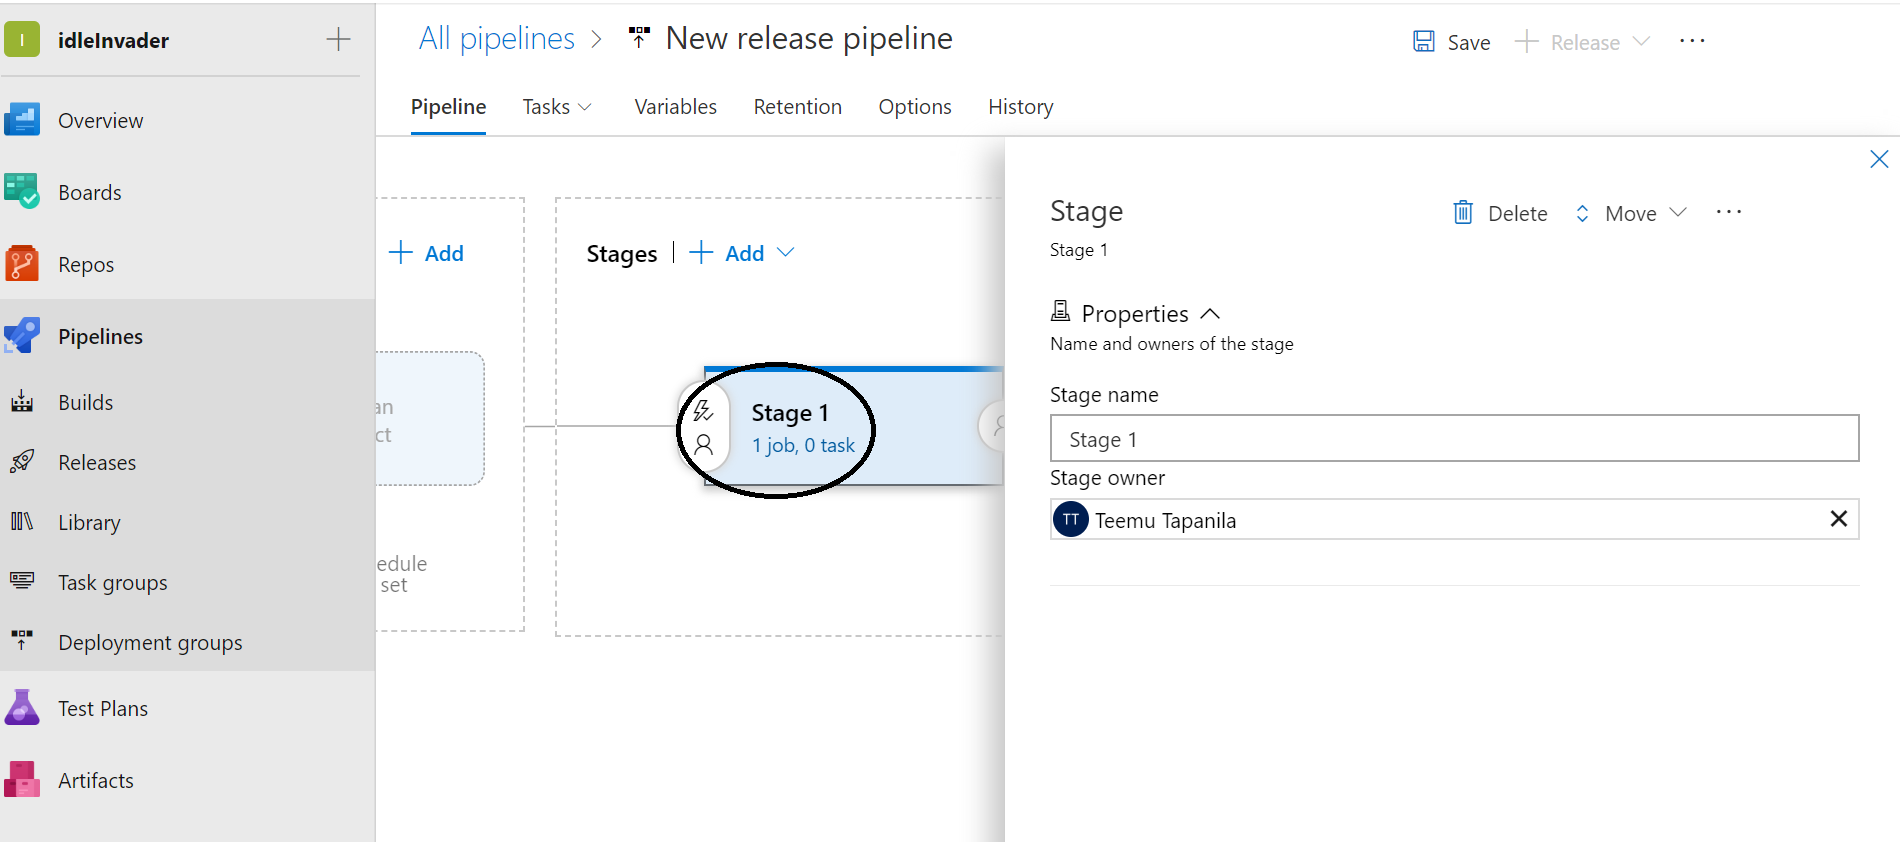 I
idleInvader
Overview
Boards
Repos
Pipelines
Builds
Releases
Library
Task groups
Deployment groups
Test Plans
Artifacts
All pipelines > New release pipeline
Save
Release
Pipeline
Tasks
Variables
Retention
Options
History
Add
an
ct
edule
set
Stages | Add
Stage 1
1 job, 0 task
Stage
Delete
Move
Stage 1
Properties
Name and owners of the stage
Stage name
Stage 1
Stage owner
TT Teemu Tapanila